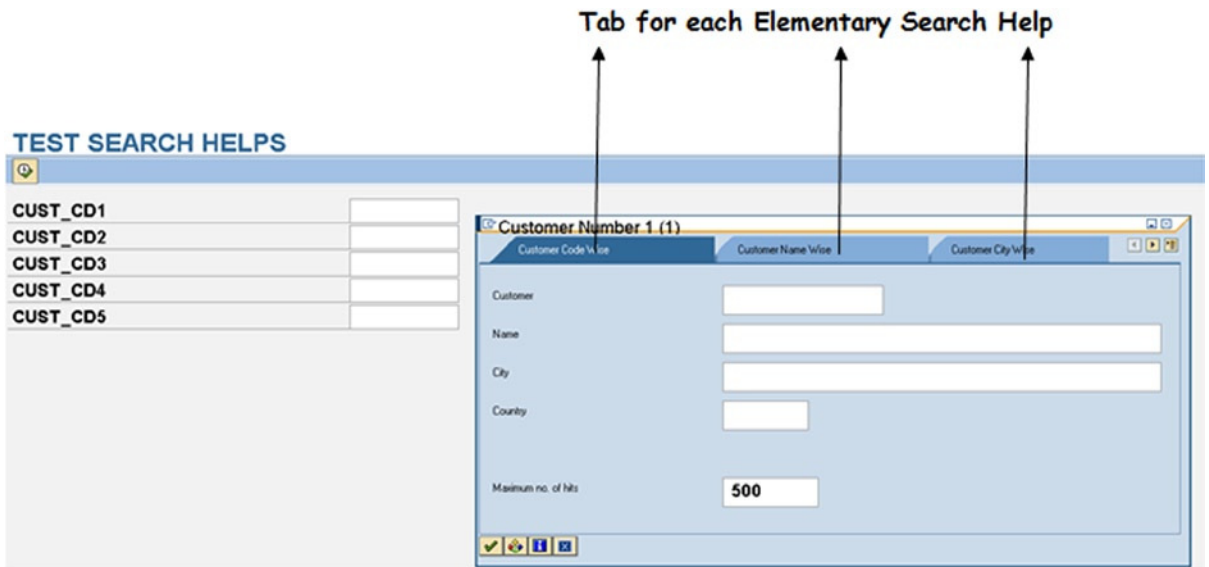 Tab for each Elementary Search Help
TEST SEARCH HELPS
CUST_CD1
CUST_CD2
CUST_CD3
CUST_CD4
CUST_CD5
Customer Number 1 (1)
Customer Code Wise
Customer Name Wise
Customer City Wise
Customer
Name
City
Country
Maximum no. of hits
500